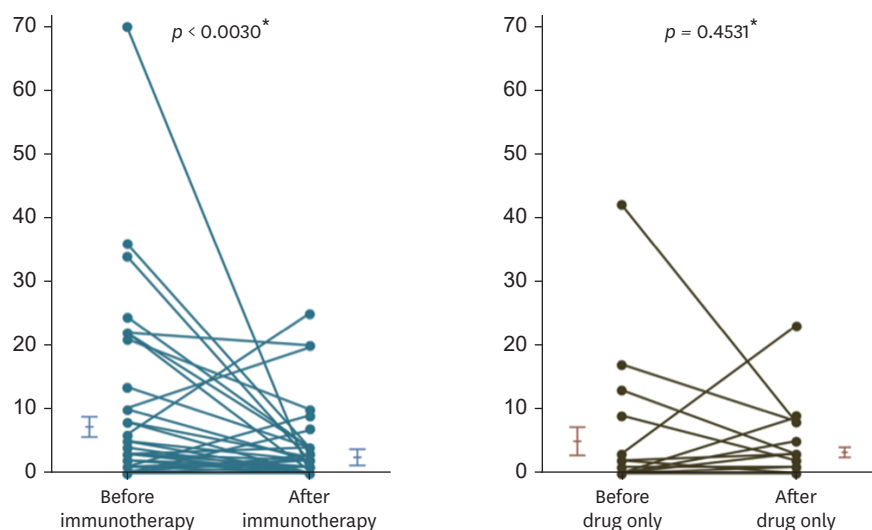 70
60
50
40
30
20
10
0
p < 0.0030*
Before
immunotherapy
After
immunotherapy
70
60
50
40
30
20
10
0
p = 0.4531*
Before
drug only
After
drug only